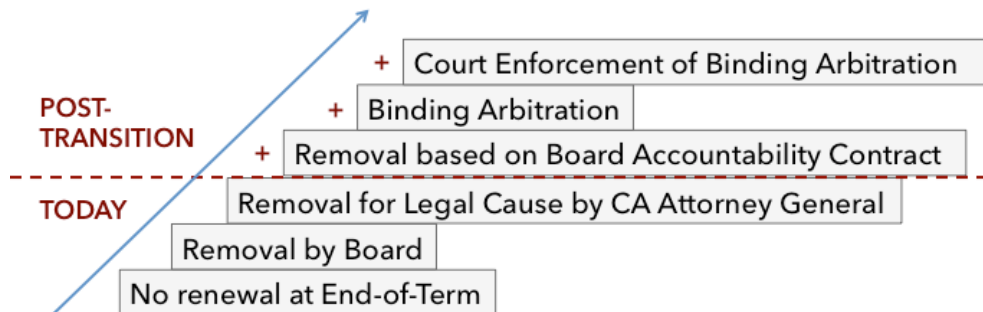 + Court Enforcement of Binding Arbitration
+ Binding Arbitration
POST-
TRANSITION
+ Removal based on Board Accountability Contract
TODAY
Removal for Legal Cause by CA Attorney General
Removal by Board
No renewal at End-of-Term